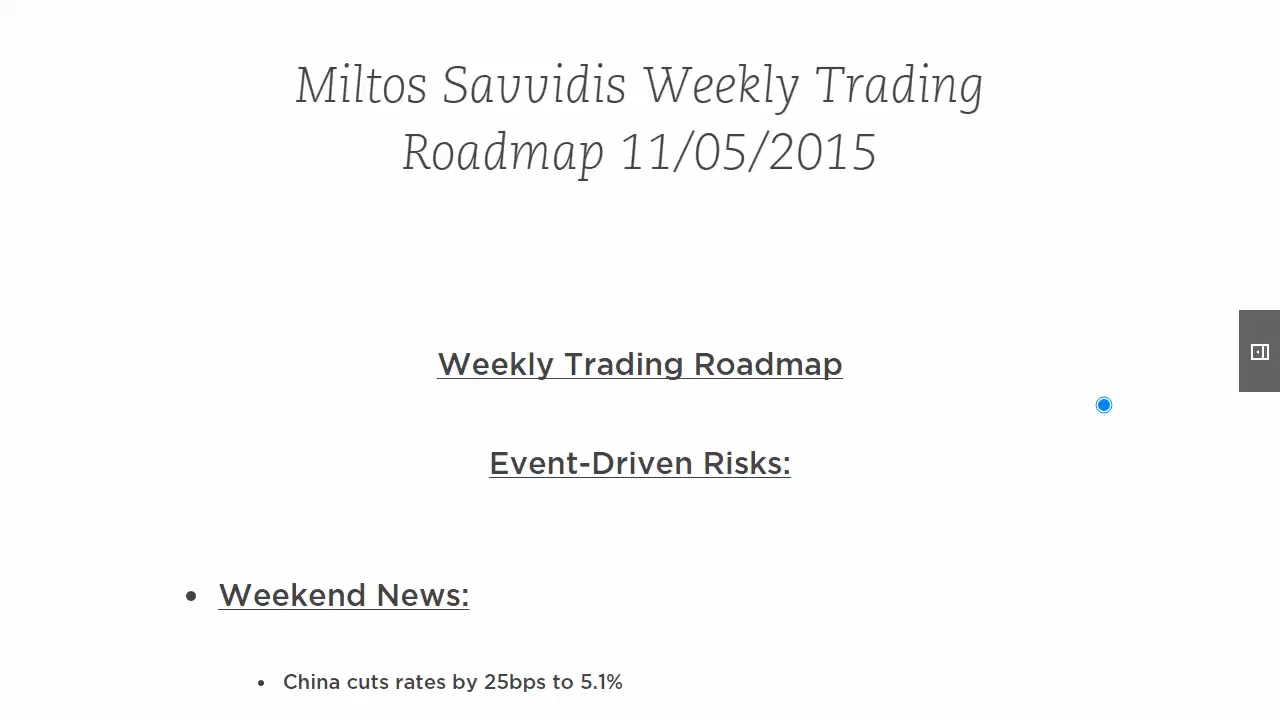 Miltos Savvidis Weekly Trading
Roadmap 11/05/2015
Weekly Trading Roadmap
Event-Driven Risks:
• Weekend News:
• China cuts rates by 25bps to 5.1%